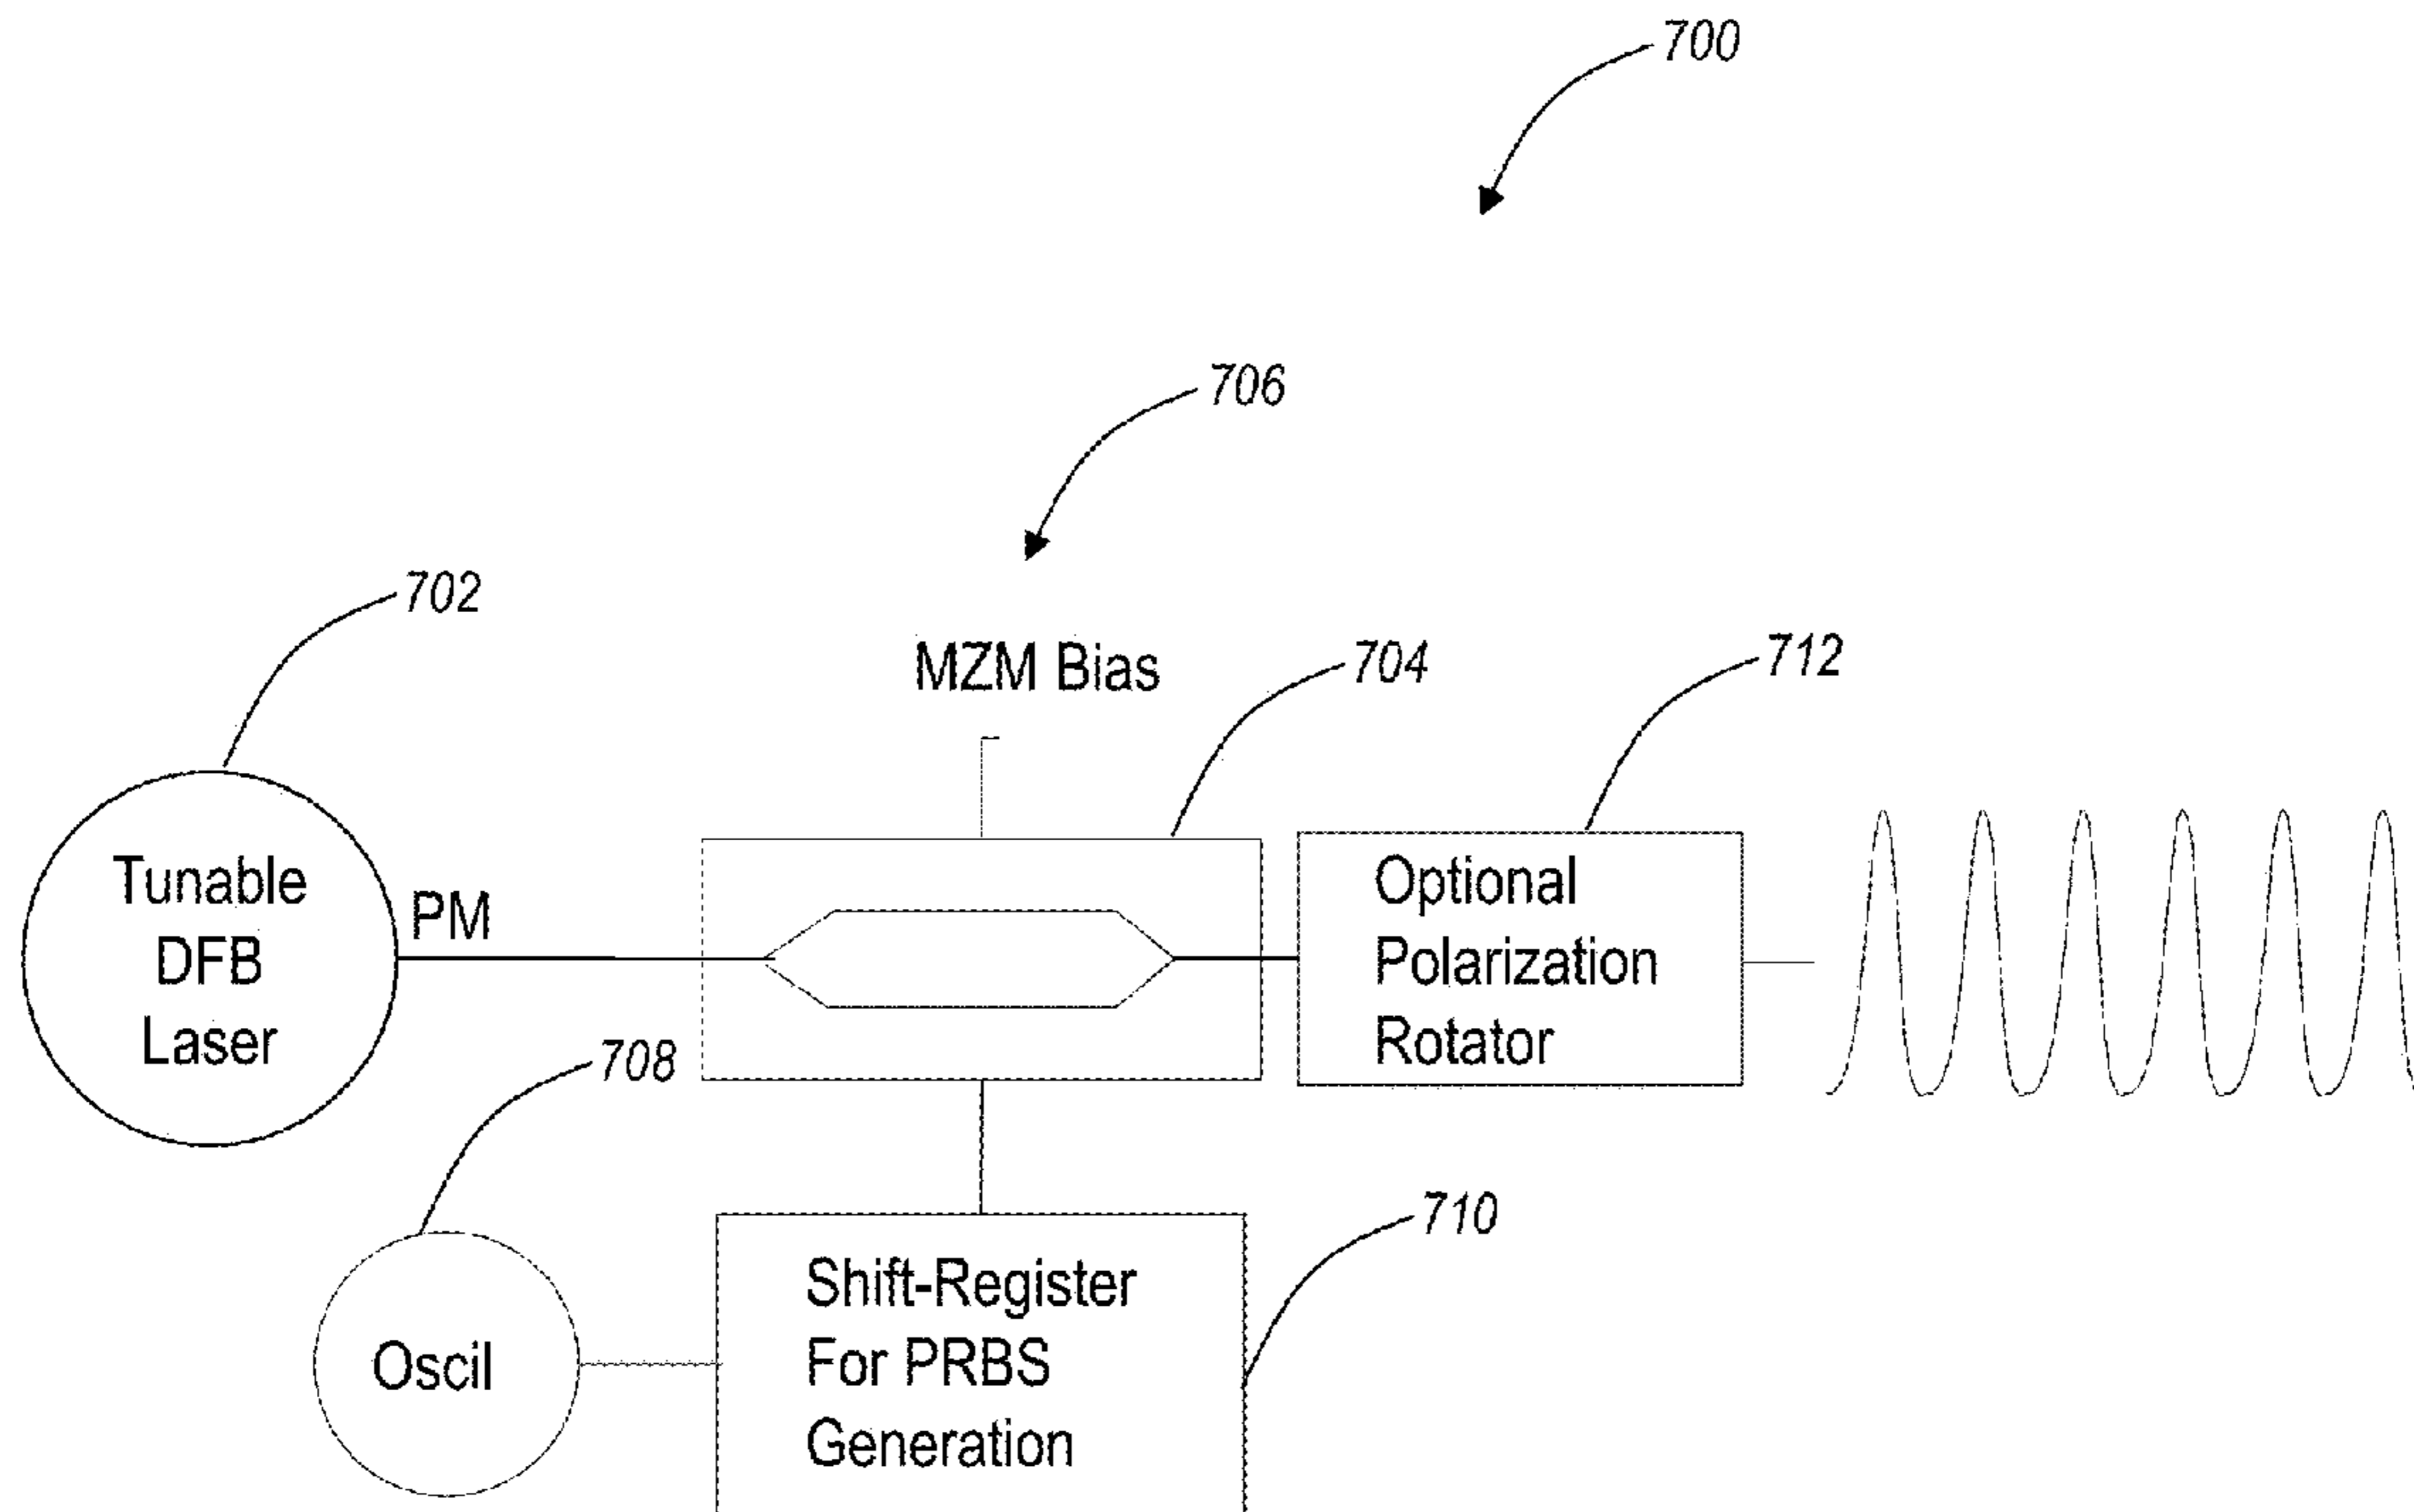 700
706
702
MZM Bias
704
712
Tunable
DFB
Laser
PM
Optional
Polarization
Rotator
708
710
Oscil
Shift-Register
For PRBS
Generation